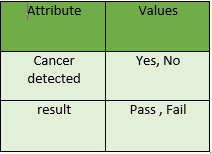 Attribute Values
Cancer Yes, No
detected
result Pass , Fail